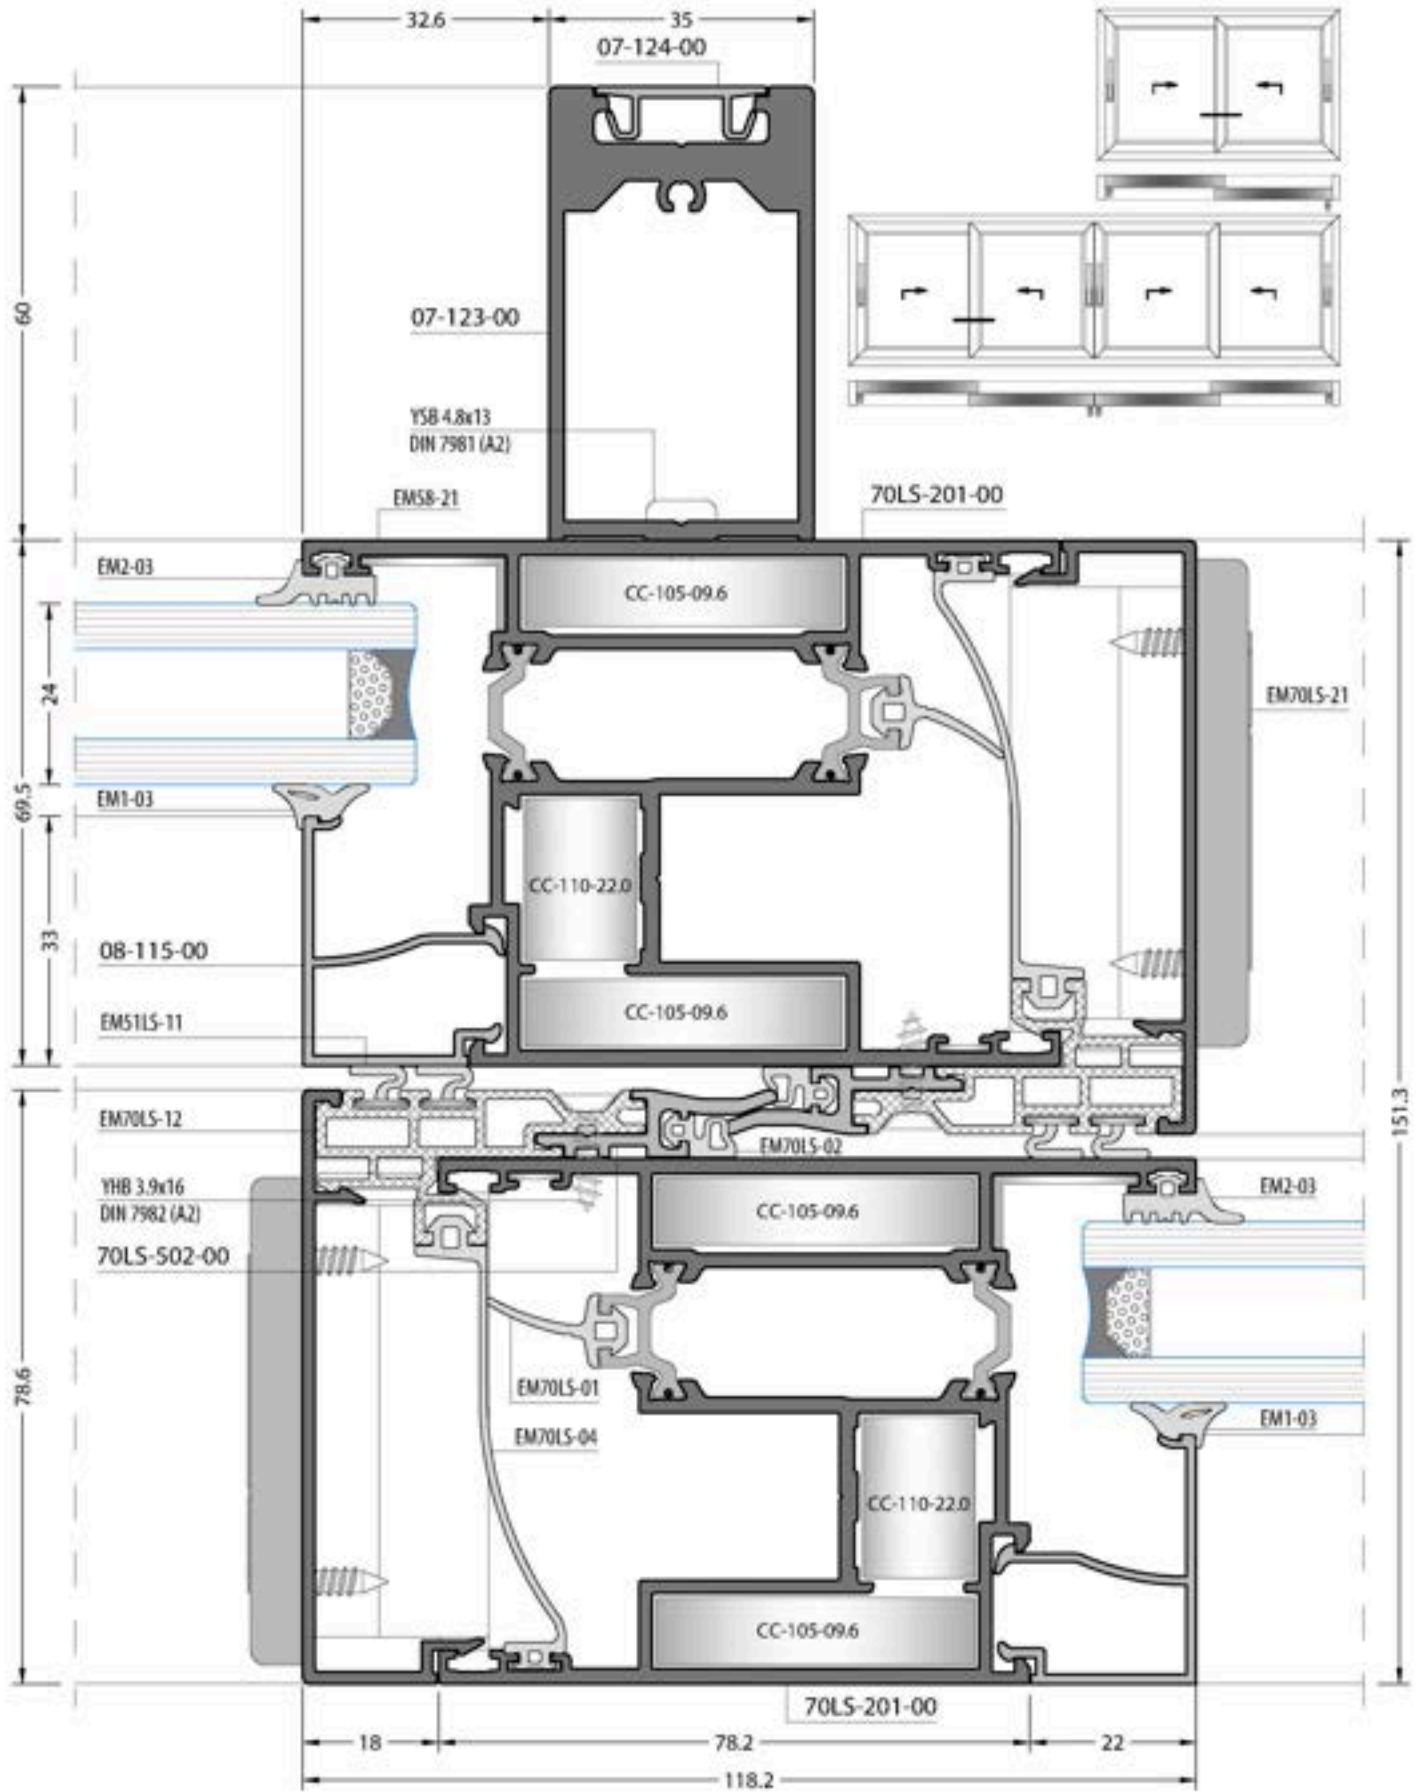 32.6
35
07-124-00
60
07-123-00
YSB 4.8x13
DIN 7981 (A2)
EM58-21
70LS-201-00
EM2-03
CC-105-09.6
24
EM70LS-21
69.5
EM1-03
CC-110-22.0
33
08-115-00
CC-105-09.6
EM51LS-11
EM70LS-12
EM70LS-02
151.3
YHB 3.9x16
DIN 7982 (A2)
CC-105-09.6
EM2-03
70LS-502-00
78.6
EM70LS-01
EM70LS-04
EM1-03
CC-110-22.0
CC-105-09.6
70LS-201-00
18
78.2
22
118.2